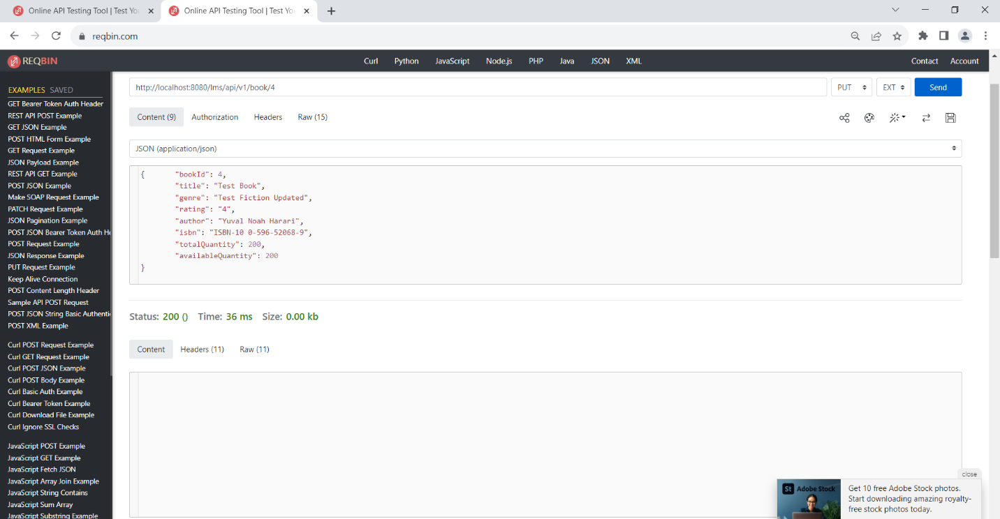 Online API Testing Tool | Test Yo
Online API Testing Tool | Test Yo
reqbin.com
REQBIN
Curl Python JavaScript Node.js PHP Java JSON XML
Contact Account
EXAMPLES SAVED
GET Bearer Token Auth Header
REST API POST Example
GET JSON Example
POST HTML Form Example
GET Request Example
JSON Payload Example
REST API GET Example
POST JSON Example
Make SOAP Request Example
PATCH Request Example
JSON Pagination Example
POST JSON Bearer Token Auth He
POST Request Example
JSON Response Example
PUT Request Example
Keep Alive Connection
POST Content Length Header
Sample API POST Request
POST JSON String Basic Authenti
POST XML Example
Curl POST Request Example
Curl GET Request Example
Curl POST JSON Example
Curl POST Body Example
Curl Basic Auth Example
Curl Bearer Token Example
Curl Download File Example
Curl Ignore SSL Checks
JavaScript POST Example
JavaScript GET Example
JavaScript Fetch JSON
JavaScript Array Join Example
JavaScript String Contains
JavaScript Sum Array
JavaScript Substring Example
http://localhost:8080/lms/api/v1/book/4
PUT EXT Send
Content (9) Authorization Headers Raw (15)
JSON (application/json)
{ "bookId": 4,
"title": "Test Book",
"genre": "Test Fiction Updated",
"rating": "4",
"author": "Yuval Noah Harari",
"isbn": "ISBN-10 0-596-52068-9",
"totalQuantity": 200,
"availableQuantity": 200
}
Status: 200 () Time: 36 ms Size: 0.00 kb
Content Headers (11) Raw (11)
close
St Adobe Stock
Get 10 free Adobe Stock photos.
Start downloading amazing royalty-
free stock photos today.